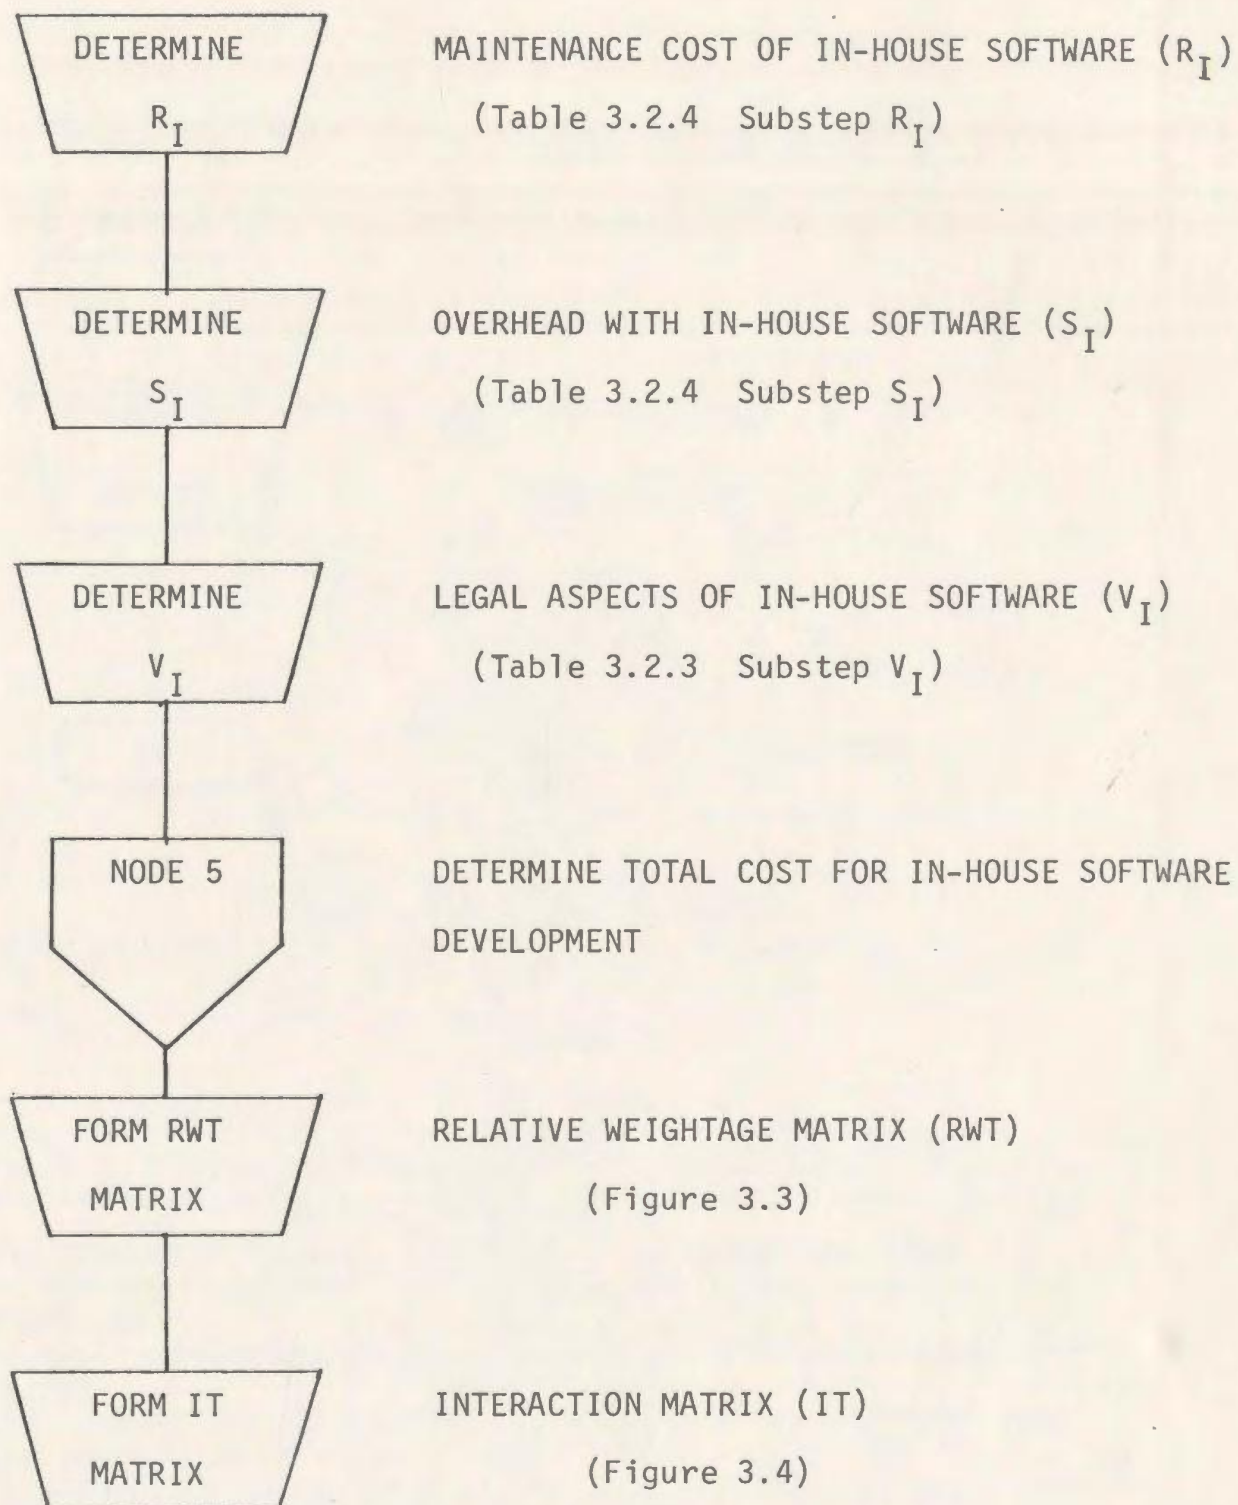 DETERMINE
R_I
MAINTENANCE COST OF IN-HOUSE SOFTWARE (R_I)
(Table 3.2.4 Substep R_I)
DETERMINE
S_I
OVERHEAD WITH IN-HOUSE SOFTWARE (S_I)
(Table 3.2.4 Substep S_I)
DETERMINE
V_I
LEGAL ASPECTS OF IN-HOUSE SOFTWARE (V_I)
(Table 3.2.3 Substep V_I)
NODE 5
DETERMINE TOTAL COST FOR IN-HOUSE SOFTWARE
DEVELOPMENT
FORM RWT
MATRIX
RELATIVE WEIGHTAGE MATRIX (RWT)
(Figure 3.3)
FORM IT
MATRIX
INTERACTION MATRIX (IT)
(Figure 3.4)